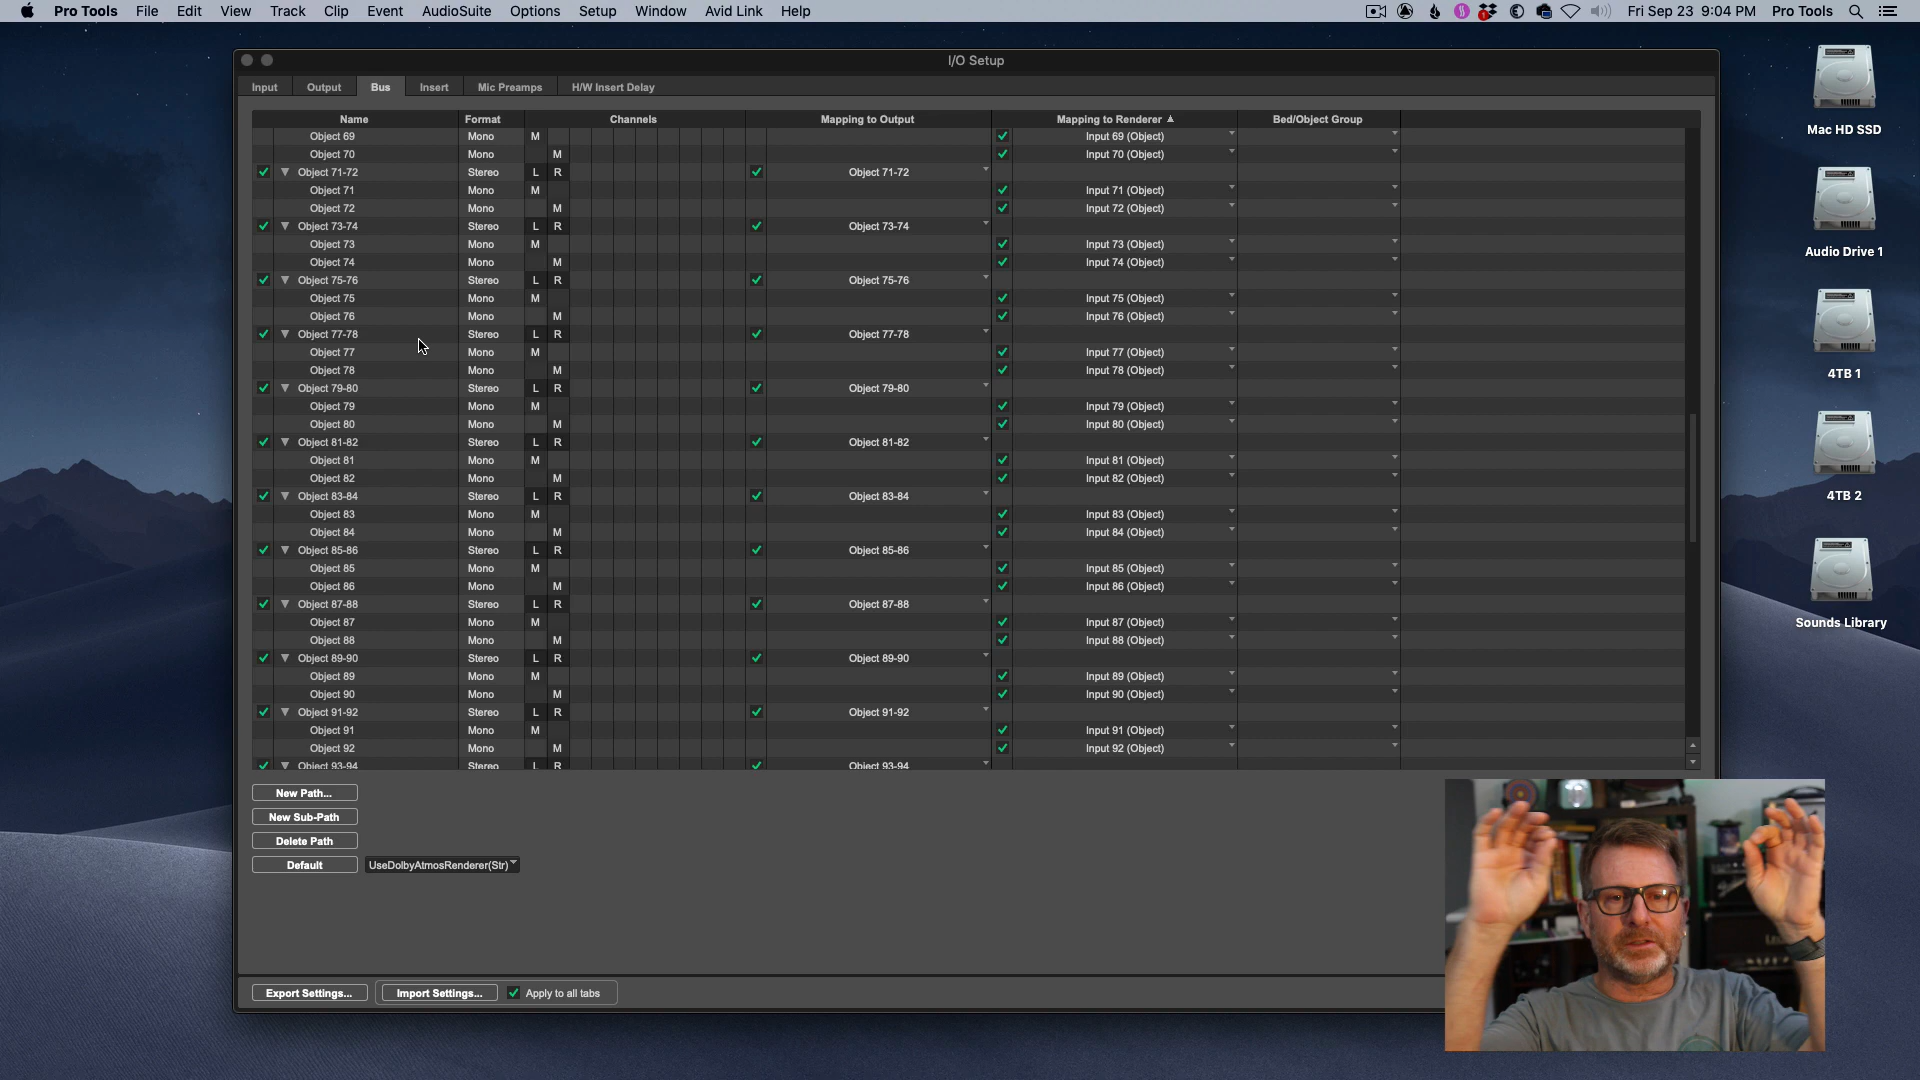 Pro Tools File Edit View Track Clip Event AudioSuite Options Setup Window Avid Link Help Fri Sep 23 9:04 PM Pro Tools
I/O Setup
Input Output Bus Insert Mic Preamps H/W Insert Delay
Name Format Channels Mapping to Output Mapping to Renderer Bed/Object Group
Object 69 Mono M Input 69 (Object)
Object 70 Mono M Input 70 (Object)
Object 71-72 Stereo L R Object 71-72
Object 71 Mono M Input 71 (Object)
Object 72 Mono M Input 72 (Object)
Object 73-74 Stereo L R Object 73-74
Object 73 Mono M Input 73 (Object)
Object 74 Mono M Input 74 (Object)
Object 75-76 Stereo L R Object 75-76
Object 75 Mono M Input 75 (Object)
Object 76 Mono M Input 76 (Object)
Object 77-78 Stereo L R Object 77-78
Object 77 Mono M Input 77 (Object)
Object 78 Mono M Input 78 (Object)
Object 79-80 Stereo L R Object 79-80
Object 79 Mono M Input 79 (Object)
Object 80 Mono M Input 80 (Object)
Object 81-82 Stereo L R Object 81-82
Object 81 Mono M Input 81 (Object)
Object 82 Mono M Input 82 (Object)
Object 83-84 Stereo L R Object 83-84
Object 83 Mono M Input 83 (Object)
Object 84 Mono M Input 84 (Object)
Object 85-86 Stereo L R Object 85-86
Object 85 Mono M Input 85 (Object)
Object 86 Mono M Input 86 (Object)
Object 87-88 Stereo L R Object 87-88
Object 87 Mono M Input 87 (Object)
Object 88 Mono M Input 88 (Object)
Object 89-90 Stereo L R Object 89-90
Object 89 Mono M Input 89 (Object)
Object 90 Mono M Input 90 (Object)
Object 91-92 Stereo L R Object 91-92
Object 91 Mono M Input 91 (Object)
Object 92 Mono M Input 92 (Object)
Object 93-94 Stereo L R Object 93-94
New Path...
New Sub-Path
Delete Path
Default UseDolbyAtmosRenderer(Str)
Export Settings... Import Settings... Apply to all tabs
Mac HD SSD
Audio Drive 1
4TB 1
4TB 2
Sounds Library